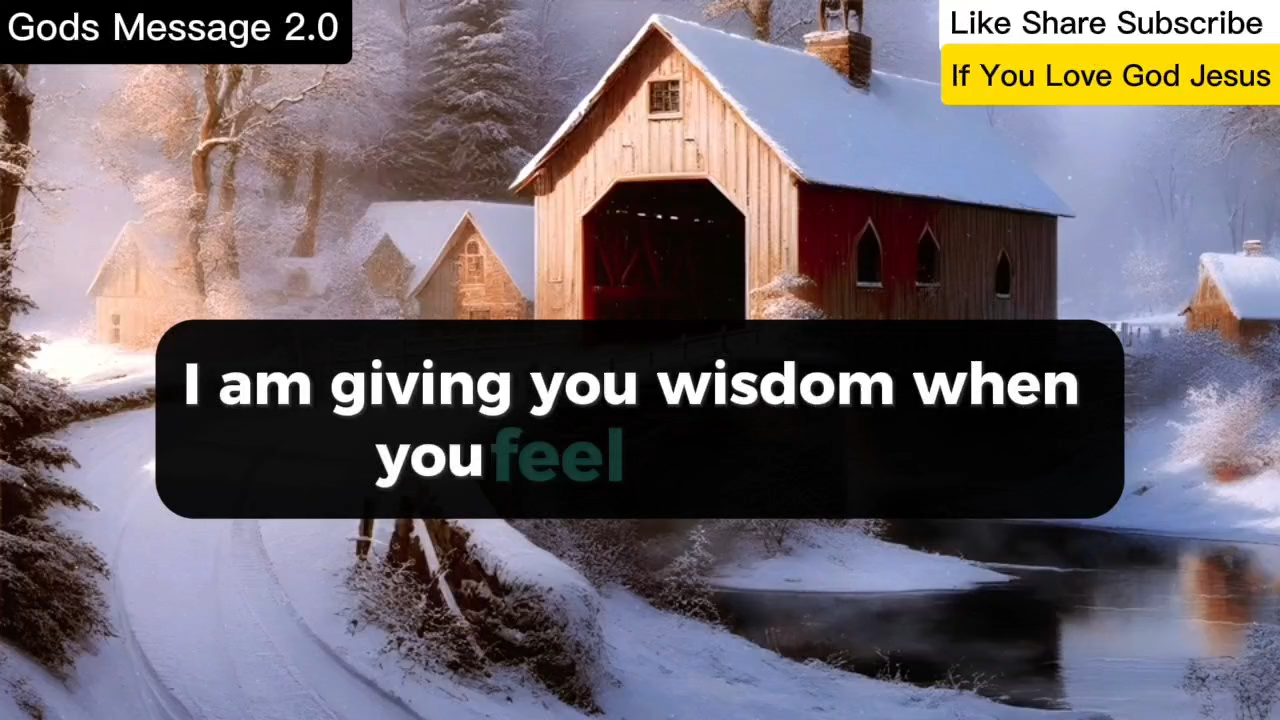 Gods Message 2.0
Like Share Subscribe
If You Love God Jesus
I am giving you wisdom when
you feel